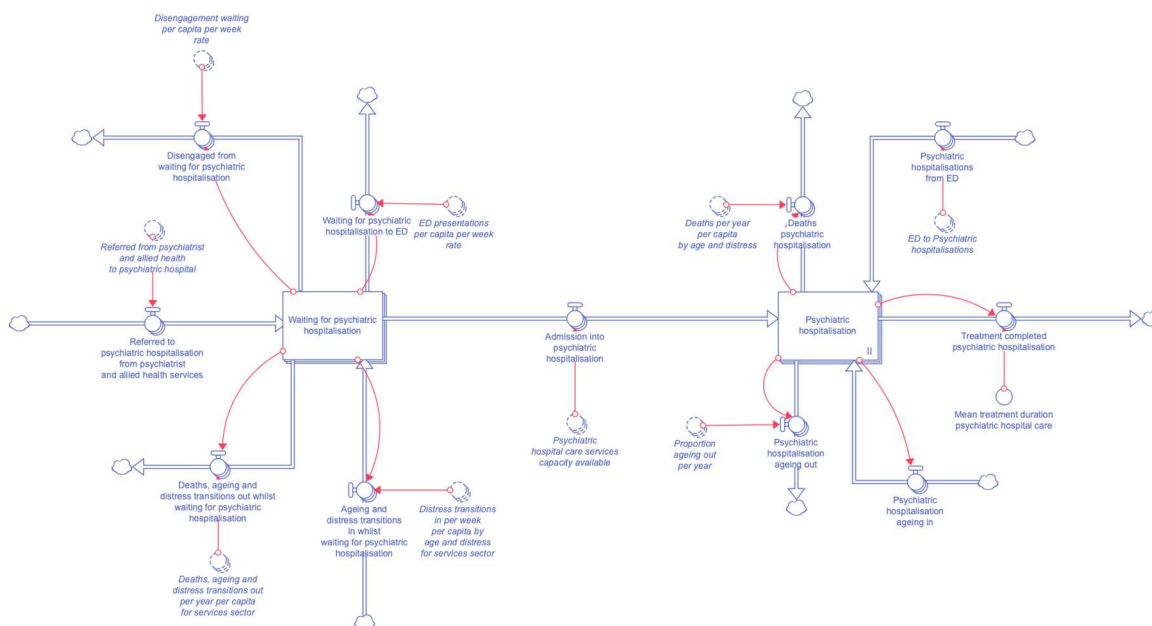 Disengagement waiting
per capita per week
rate
Disengaged from
waiting for psychiatric
hospitalisation
Waiting for psychiatric
hospitalisation to ED
ED presentations
per capita per week
rate
Deaths per year
per capita
by age and distress
Deaths
psychiatric
hospitalisation
Psychiatric
hospitalisations
from ED
ED to Psychiatric
hospitalisations
Referred from psychiatrist
and allied health
to psychiatric hospital
Referred to
psychiatric hospitalisation
from psychiatrist
and allied health services
Waiting for psychiatric
hospitalisation
Admission into
psychiatric
hospitalisation
Psychiatric
hospitalisation
II
Treatment completed
psychiatric hospitalisation
Mean treatment duration
psychiatric hospital care
Psychiatric
hospital care services
capacity available
Proportion
ageing out
per year
Psychiatric
hospitalisation
ageing out
Psychiatric
hospitalisation
ageing in
Deaths, ageing and
distress transitions out whilst
waiting for psychiatric
hospitalisation
Ageing and
distress transitions
in whilst
waiting for psychiatric
hospitalisation
Distress transitions
in per week
per capita by
age and distress
for services sector
Deaths, ageing and
distress transitions out
per year per capita
for services sector